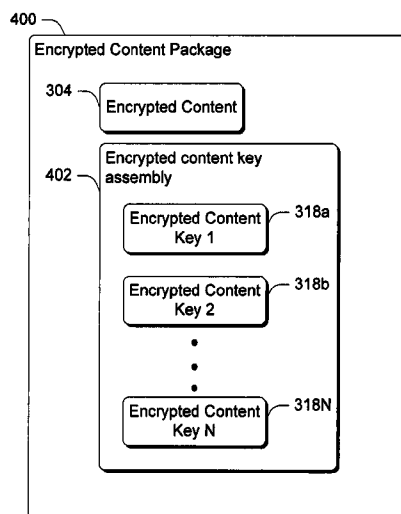 400
Encrypted Content Package
304
Encrypted Content
402
Encrypted content key
assembly
Encrypted Content
Key 1
318a
Encrypted Content
Key 2
318b
Encrypted Content
Key N
318N